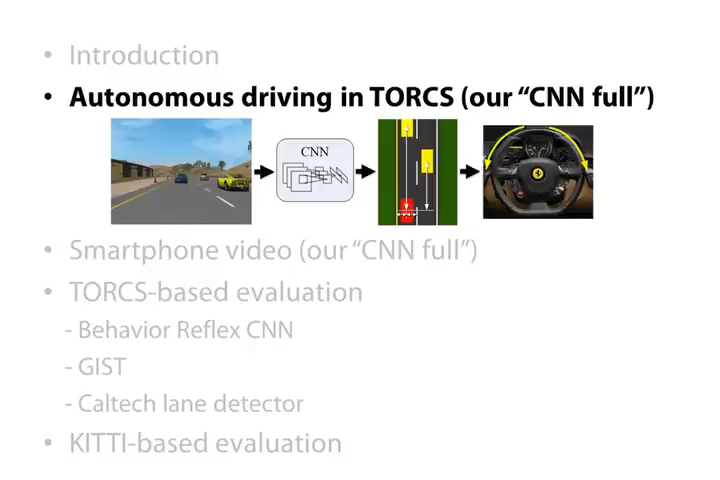 • Introduction
• Autonomous driving in TORCS (our “CNN full”)
CNN
• Smartphone video (our “CNN full”)
• TORCS-based evaluation
- Behavior Reflex CNN
- GIST
- Caltech lane detector
• KITTI-based evaluation